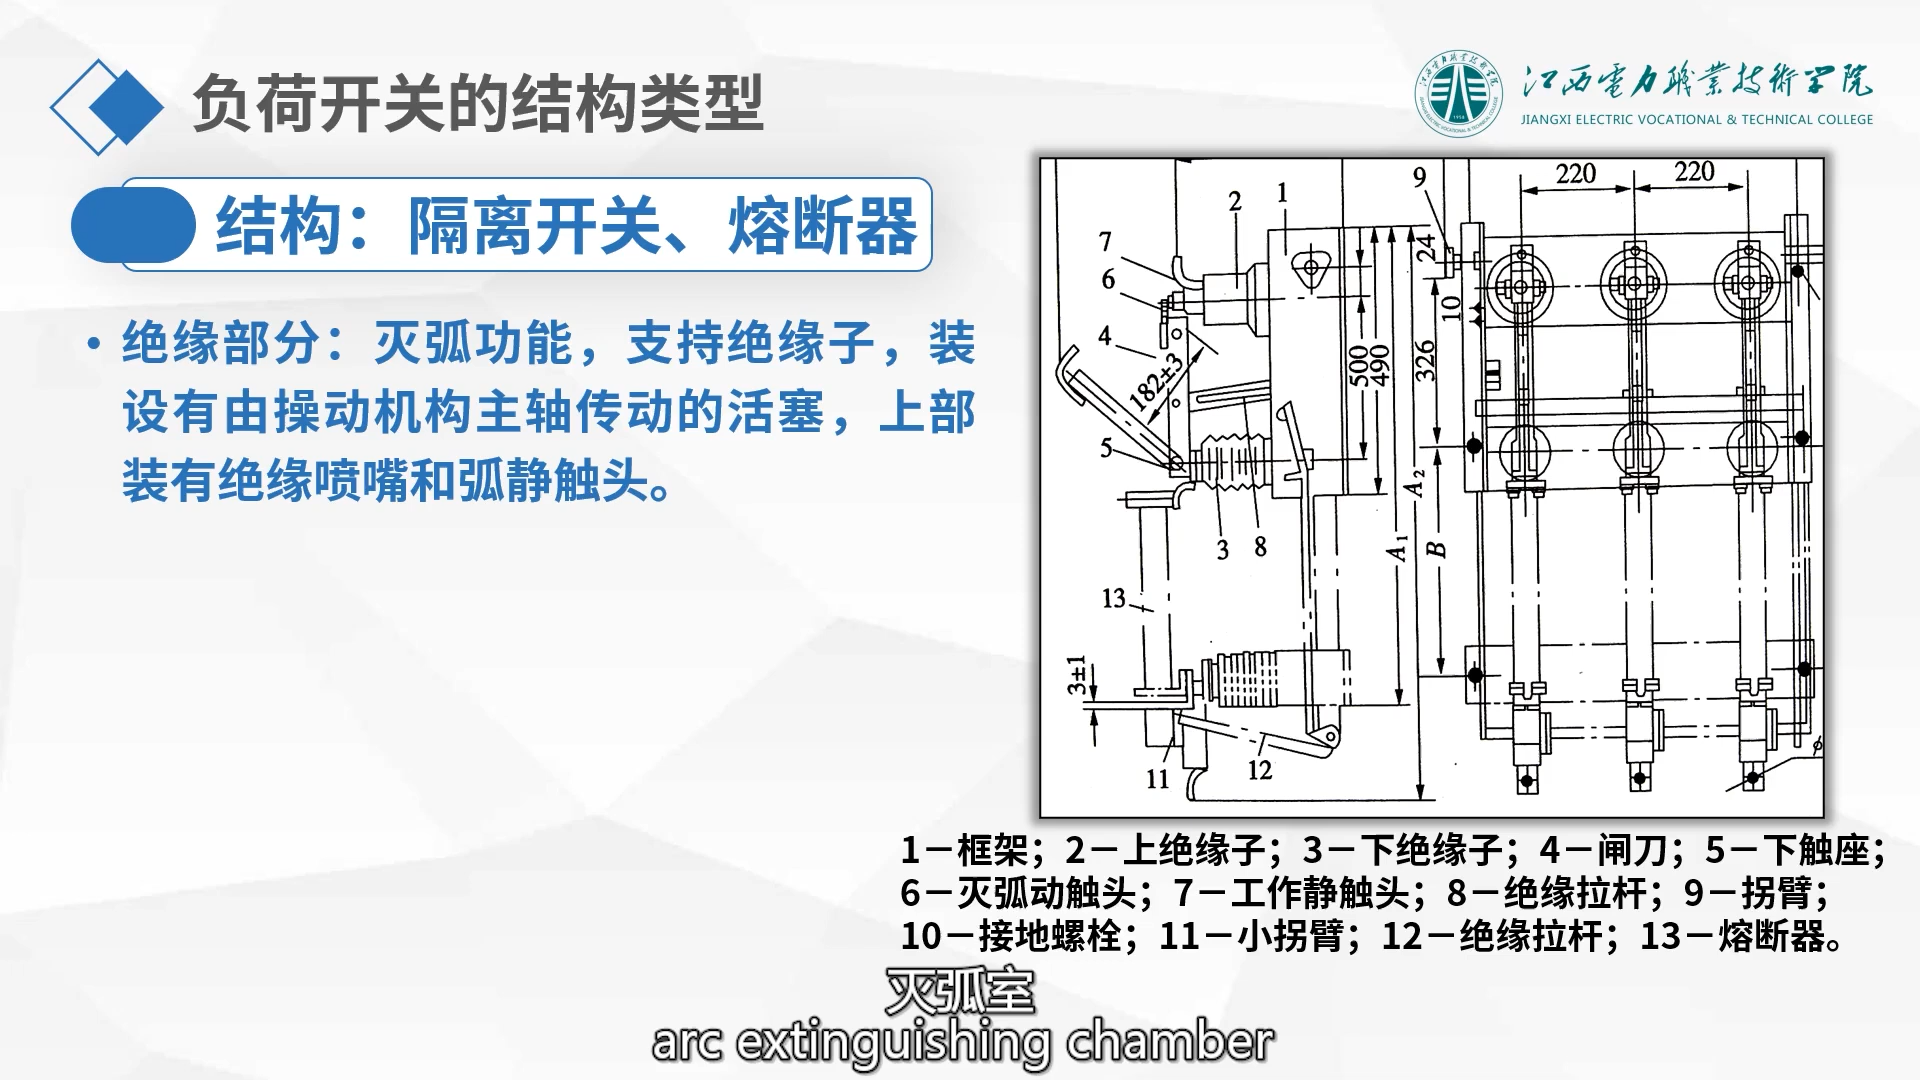 负荷开关的结构类型
江西電力職業技術学院
JIANGXI ELECTRIC VOCATIONAL & TECHNICAL COLLEGE
结构：隔离开关、熔断器
• 绝缘部分：灭弧功能，支持绝缘子，装
设有由操动机构主轴传动的活塞，上部
装有绝缘喷嘴和弧静触头。
220
220
9
1
2
7
6
4
5
3
8
13
11
12
24
10
182±3
500
490
326
A₂
A₁
B
3±1
ϕ
1－框架；2－上绝缘子；3－下绝缘子；4－闸刀；5－下触座；
6－灭弧动触头；7－工作静触头；8－绝缘拉杆；9－拐臂；
10－接地螺栓；11－小拐臂；12－绝缘拉杆；13－熔断器。
灭弧室
arc extinguishing chamber